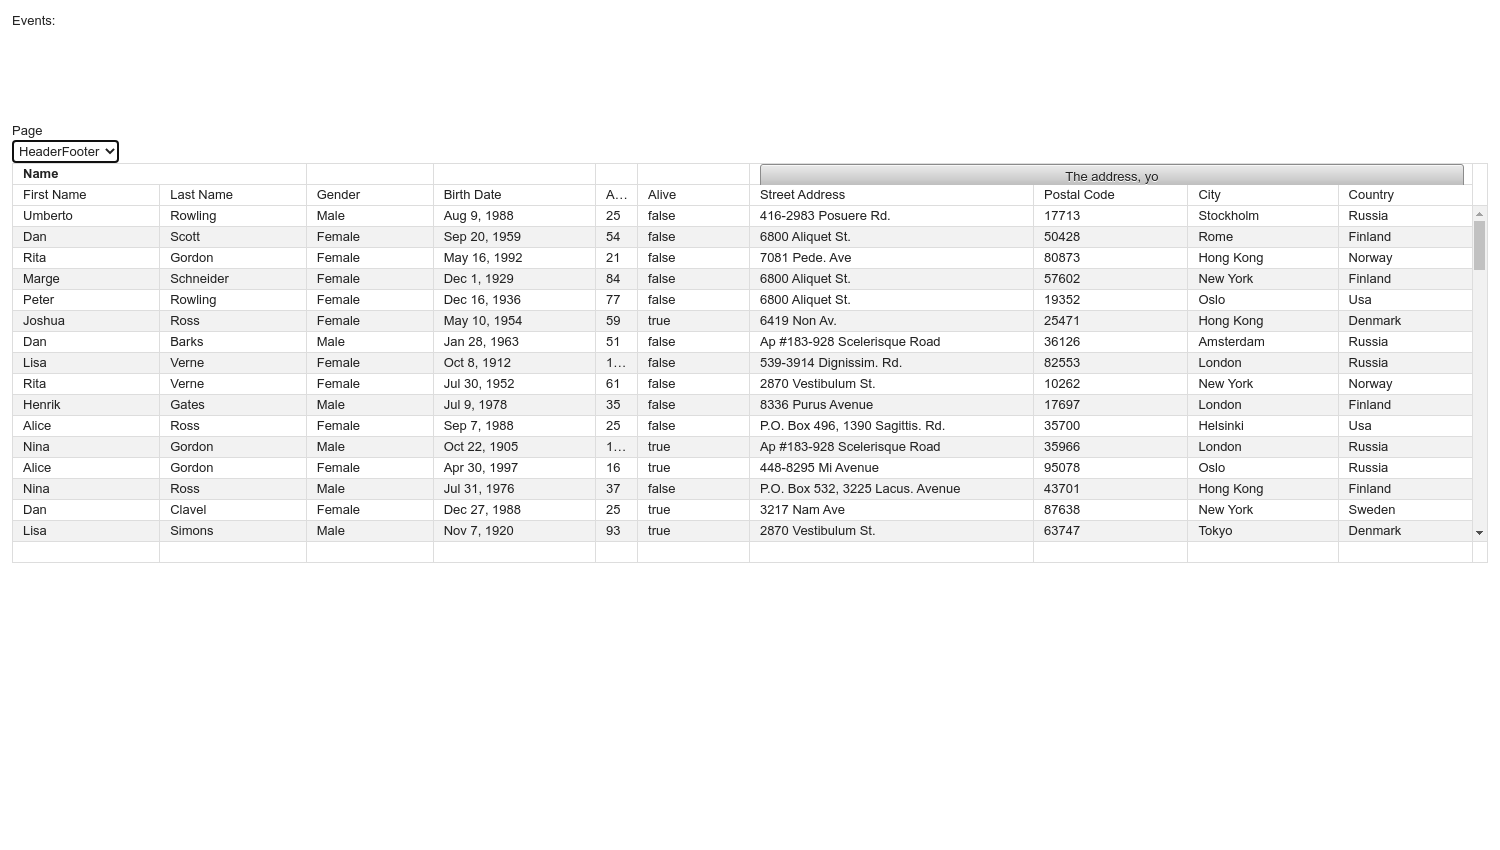 Events:
Page
HeaderFooter
Name The address, yo
First Name Last Name Gender Birth Date A… Alive Street Address Postal Code City Country
Umberto Rowling Male Aug 9, 1988 25 false 416-2983 Posuere Rd. 17713 Stockholm Russia
Dan Scott Female Sep 20, 1959 54 false 6800 Aliquet St. 50428 Rome Finland
Rita Gordon Female May 16, 1992 21 false 7081 Pede. Ave 80873 Hong Kong Norway
Marge Schneider Female Dec 1, 1929 84 false 6800 Aliquet St. 57602 New York Finland
Peter Rowling Female Dec 16, 1936 77 false 6800 Aliquet St. 19352 Oslo Usa
Joshua Ross Female May 10, 1954 59 true 6419 Non Av. 25471 Hong Kong Denmark
Dan Barks Male Jan 28, 1963 51 false Ap #183-928 Scelerisque Road 36126 Amsterdam Russia
Lisa Verne Female Oct 8, 1912 1… false 539-3914 Dignissim. Rd. 82553 London Russia
Rita Verne Female Jul 30, 1952 61 false 2870 Vestibulum St. 10262 New York Norway
Henrik Gates Male Jul 9, 1978 35 false 8336 Purus Avenue 17697 London Finland
Alice Ross Female Sep 7, 1988 25 false P.O. Box 496, 1390 Sagittis. Rd. 35700 Helsinki Usa
Nina Gordon Male Oct 22, 1905 1… true Ap #183-928 Scelerisque Road 35966 London Russia
Alice Gordon Female Apr 30, 1997 16 true 448-8295 Mi Avenue 95078 Oslo Russia
Nina Ross Male Jul 31, 1976 37 false P.O. Box 532, 3225 Lacus. Avenue 43701 Hong Kong Finland
Dan Clavel Female Dec 27, 1988 25 true 3217 Nam Ave 87638 New York Sweden
Lisa Simons Male Nov 7, 1920 93 true 2870 Vestibulum St. 63747 Tokyo Denmark